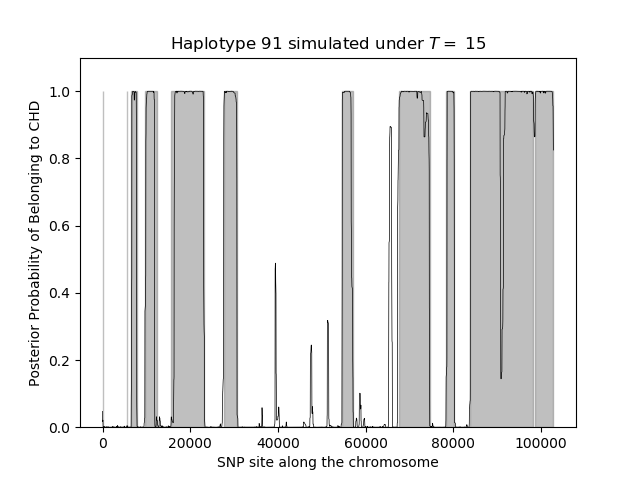 Haplotype 91 simulated under T = 15
Posterior Probability of Belonging to CHD
1.0
0.8
0.6
0.4
0.2
0.0
0 20000 40000 60000 80000 100000
SNP site along the chromosome